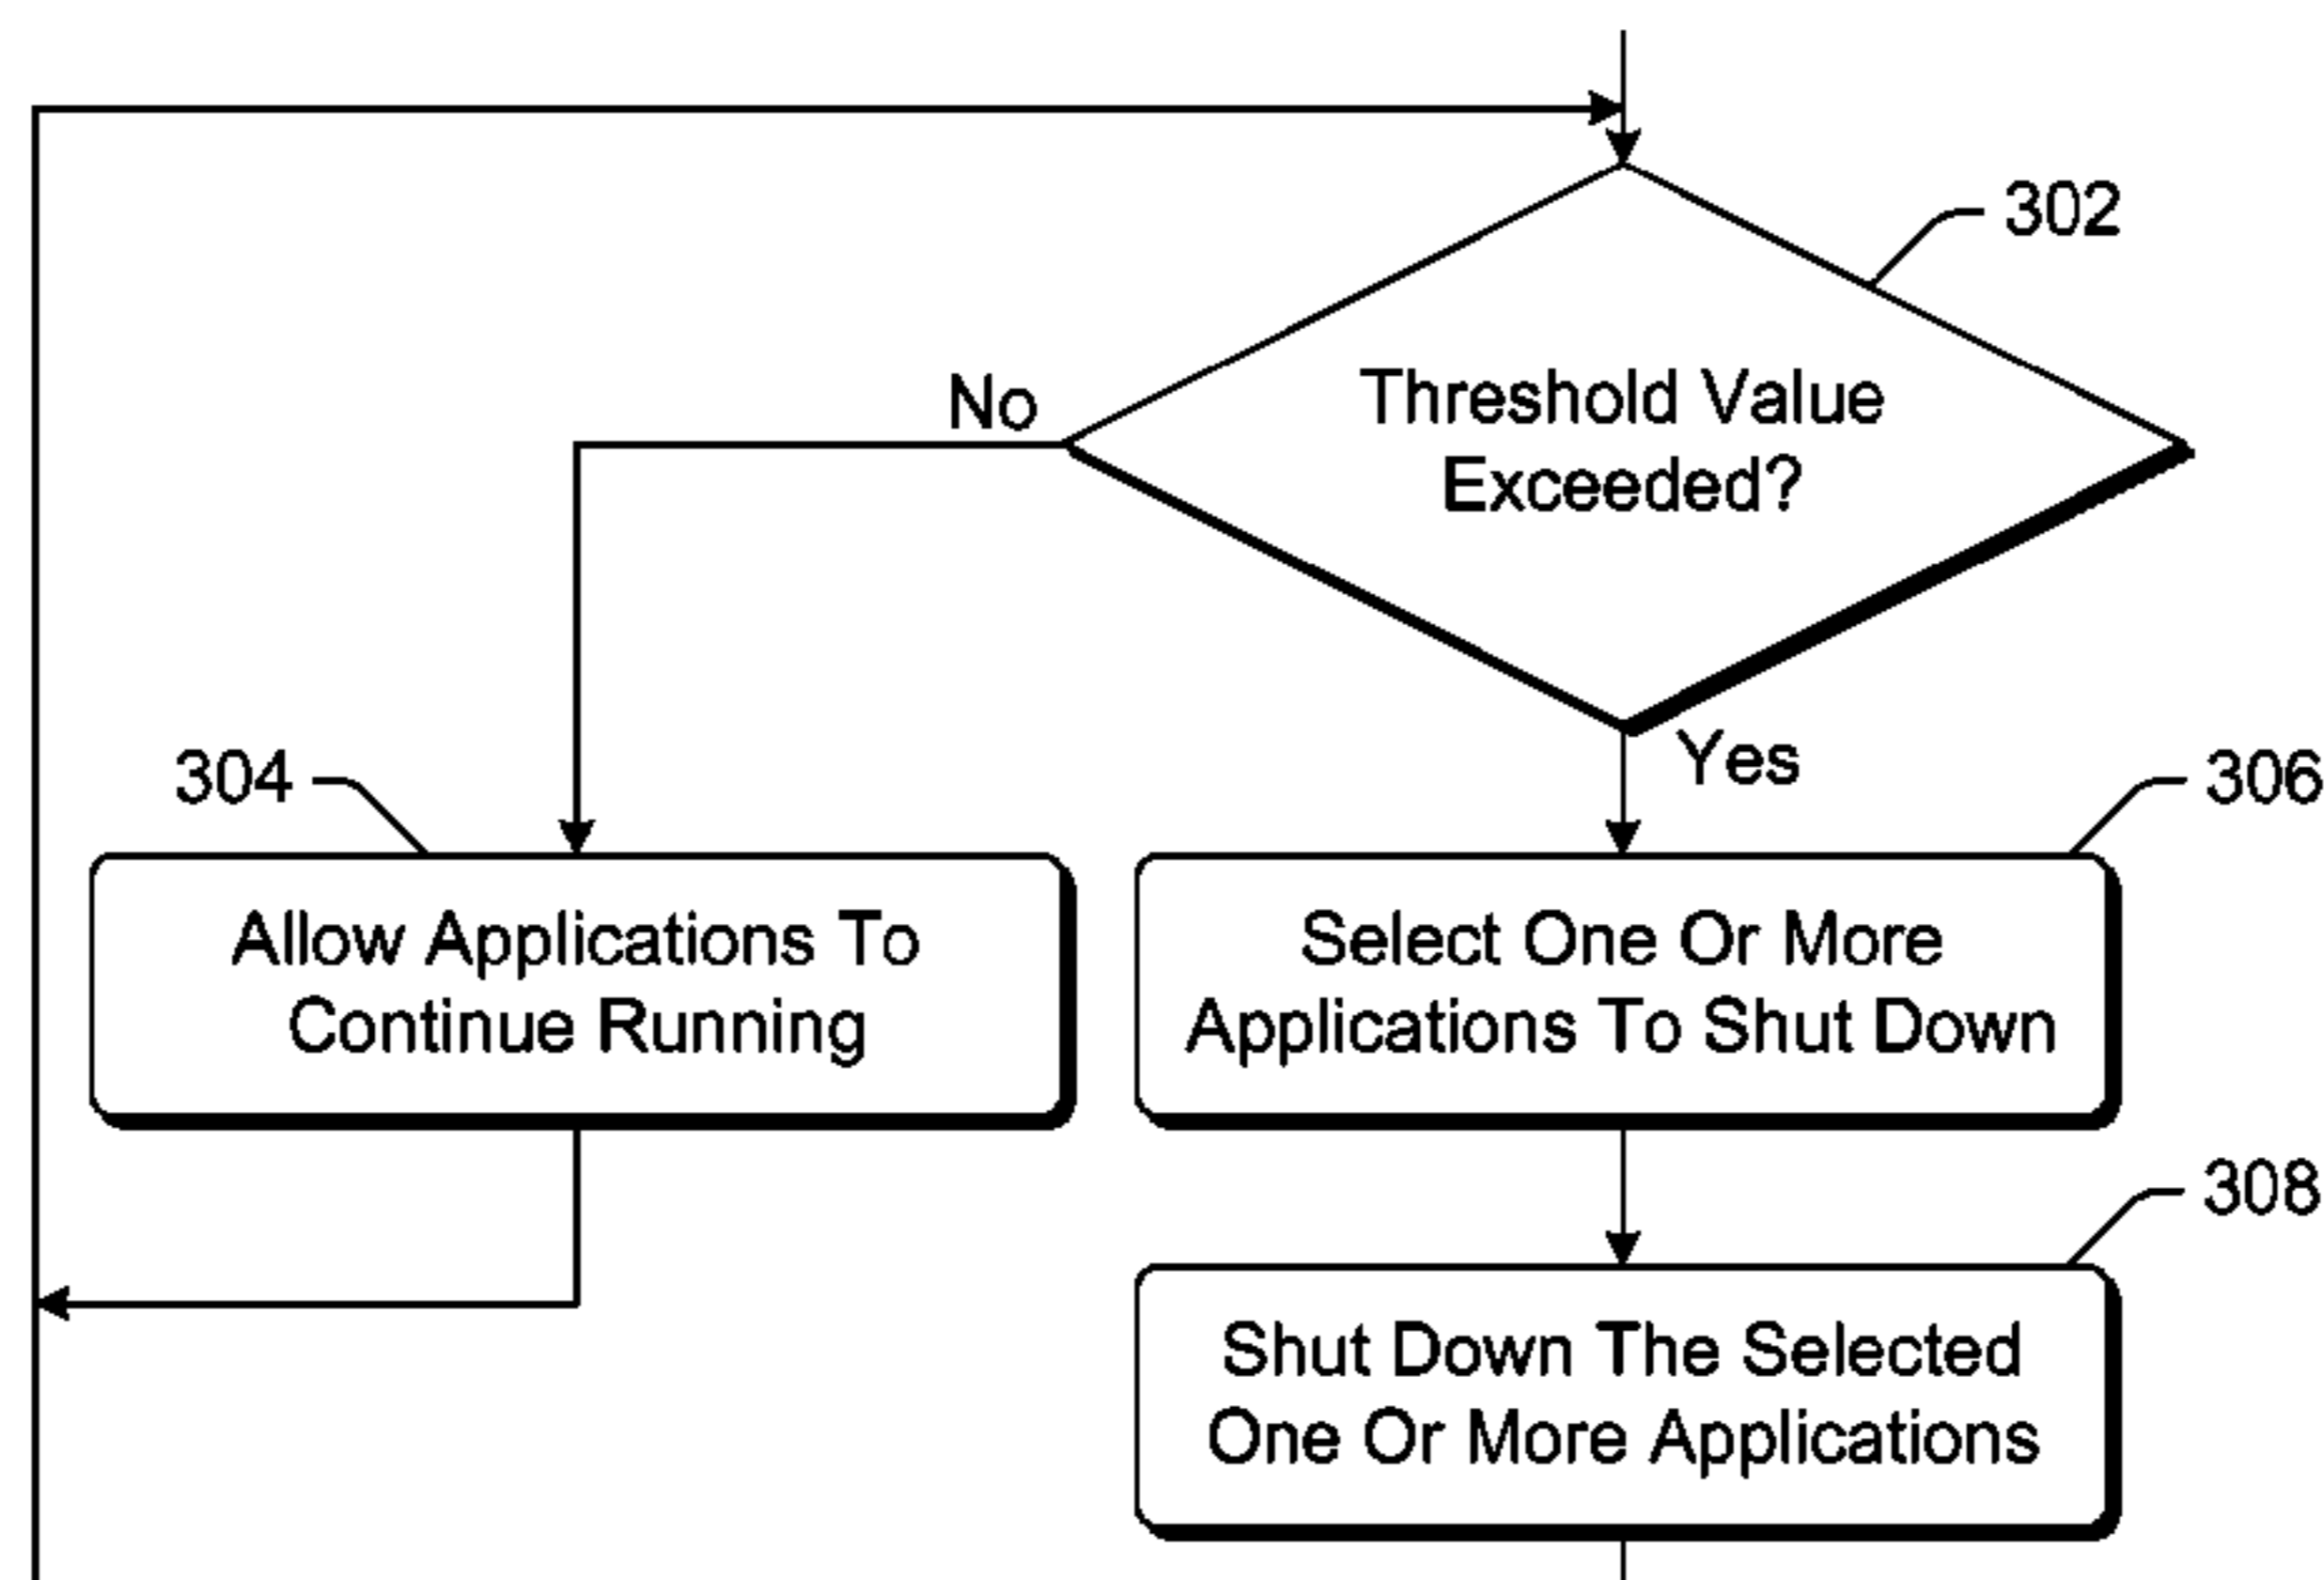 302
Threshold Value
Exceeded?
No
Yes
304
306
Allow Applications To
Continue Running
Select One Or More
Applications To Shut Down
308
Shut Down The Selected
One Or More Applications